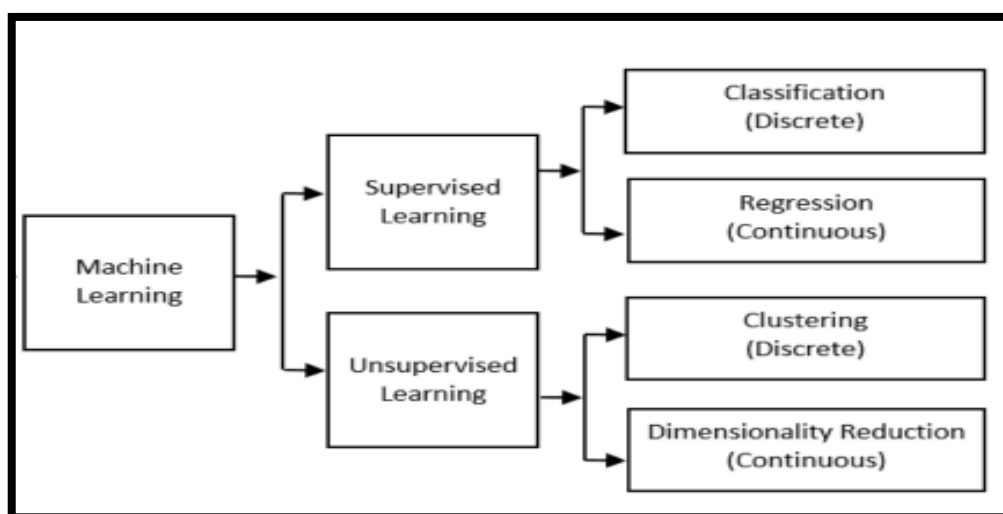 Machine
Learning
Supervised
Learning
Unsupervised
Learning
Classification
(Discrete)
Regression
(Continuous)
Clustering
(Discrete)
Dimensionality Reduction
(Continuous)